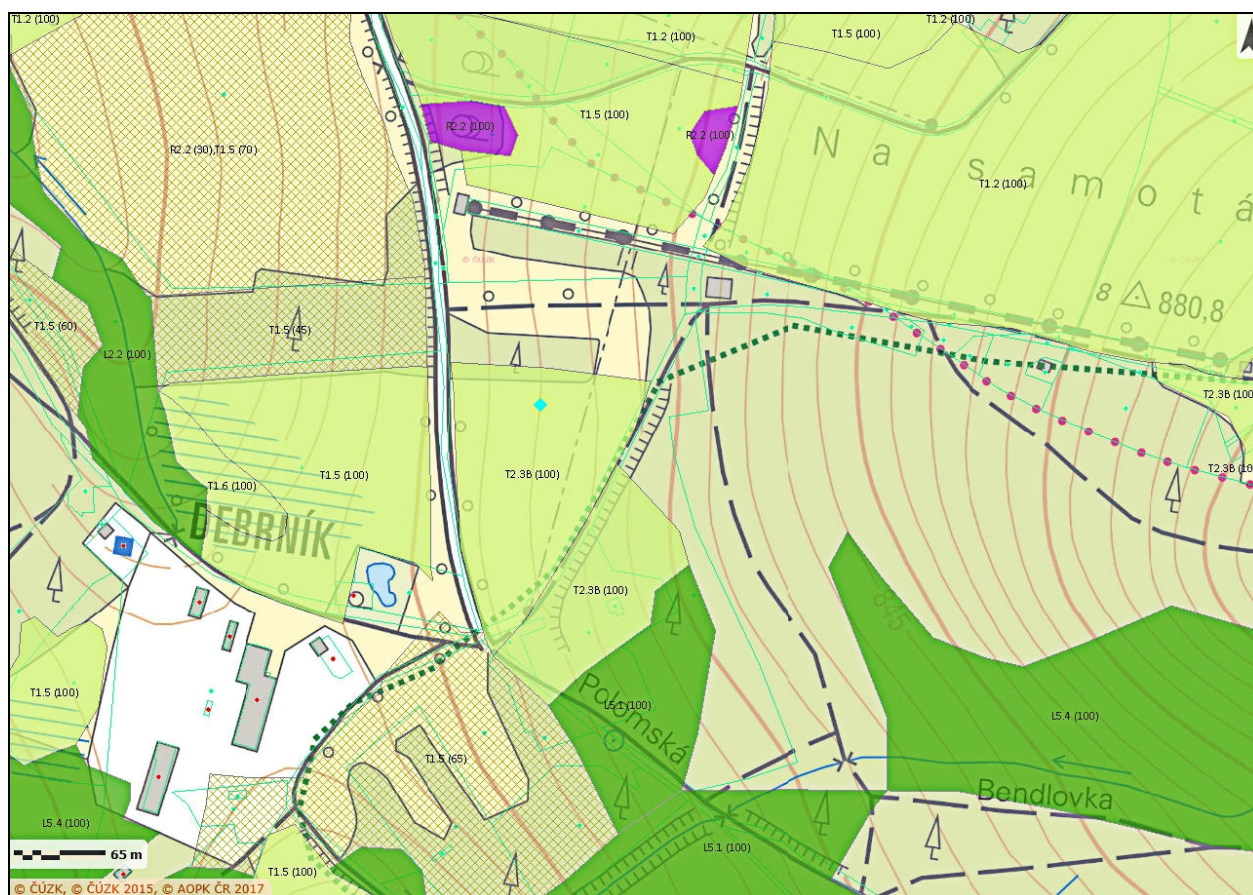 T1.2 (100)
T1.2 (100)
T1.2 (100)
T1.5 (100)
R2.2 (100)
T1.5 (100)
R2.2 (100)
R2.2 (30),T1.5 (70)
Na samotá
T1.2 (100)
© ČÚZK
© ČÚZK
8 880,8
T1.5 (60)
T1.5 (45)
L2.2 (100)
T2.3B (100)
T1.6 (100)
T1.5 (100)
T2.3B (100)
T2.3B (10
DEBRNÍK
T2.3B (100)
845
T1.5 (100)
Polomská
L5.1 (100)
L5.4 (100)
T1.5 (65)
Bendlovka
L5.4 (100)
L5.1 (100)
65 m
T1.5 (100)
© ČÚZK, © ČÚZK 2015, © AOPK ČR 2017